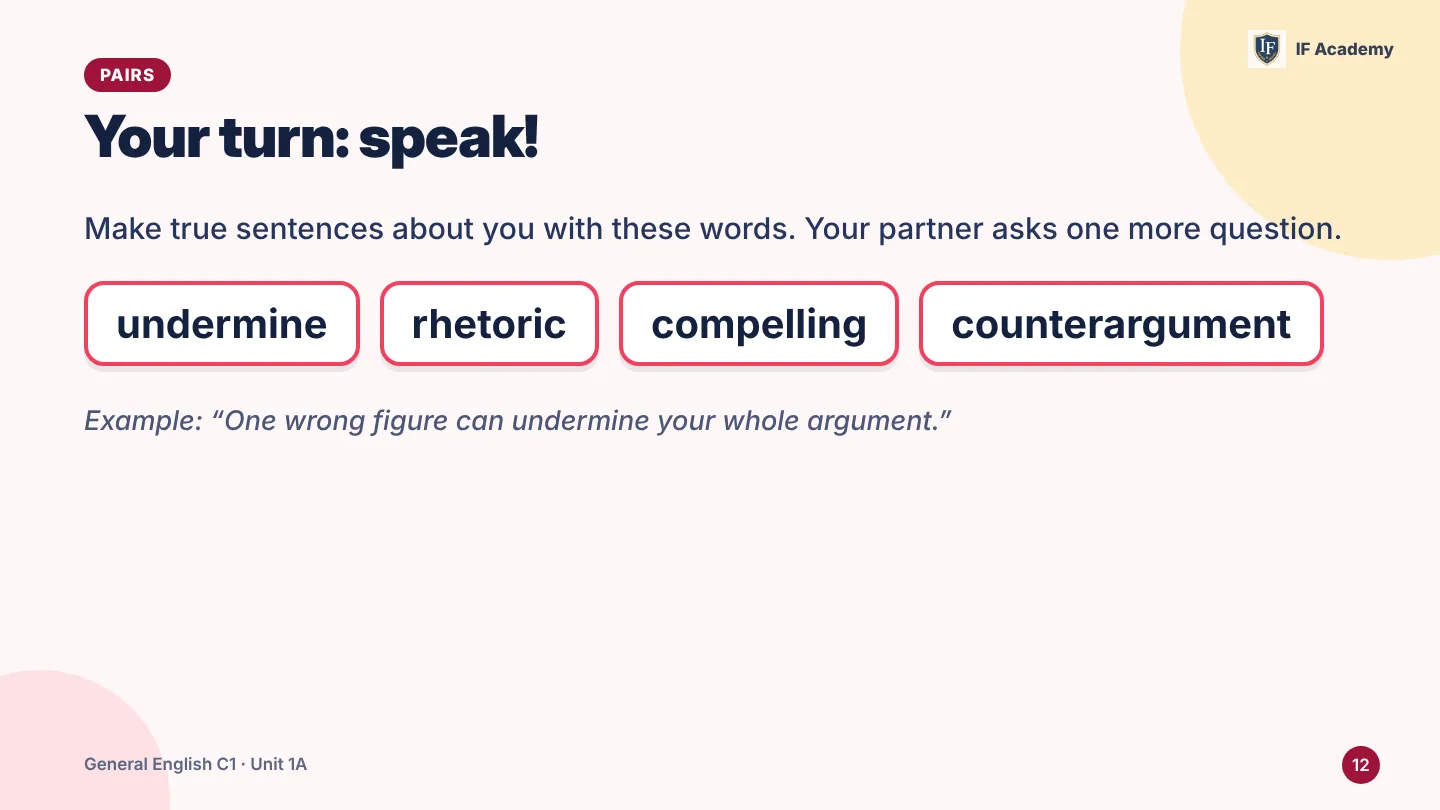 IF
IF Academy
PAIRS
Your turn: speak!
Make true sentences about you with these words. Your partner asks one more question.
undermine
rhetoric
compelling
counterargument
Example: “One wrong figure can undermine your whole argument.”
General English C1 · Unit 1A
12